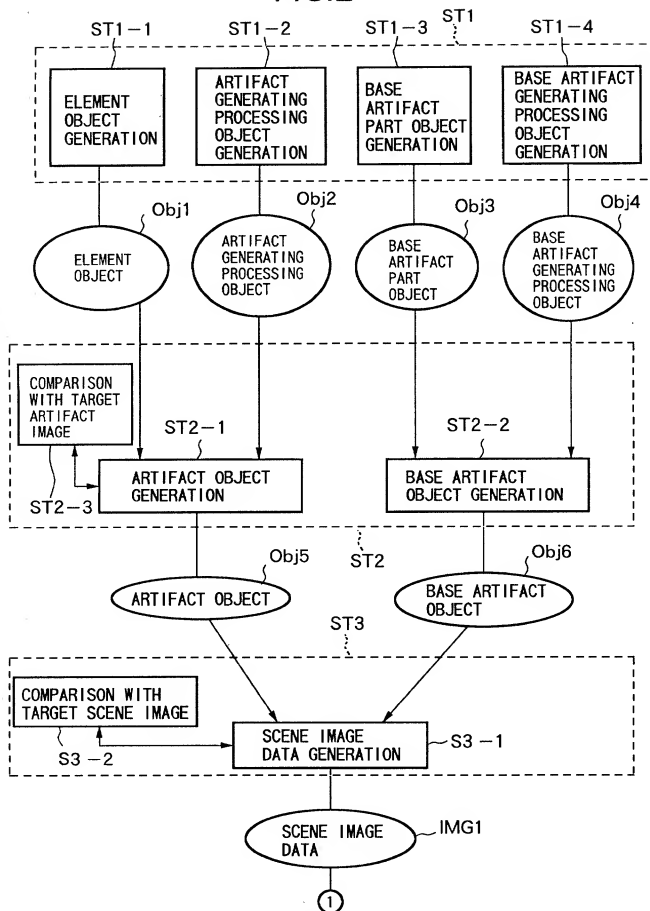 ST1-1
ST1-2
ST1-3
ST1
ST1-4
ELEMENT
OBJECT
GENERATION
ARTIFACT
GENERATING
PROCESSING
OBJECT
GENERATION
BASE
ARTIFACT
PART OBJECT
GENERATION
BASE ARTIFACT
GENERATING
PROCESSING
OBJECT
GENERATION
Obj1
Obj2
Obj3
Obj4
ELEMENT
OBJECT
ARTIFACT
GENERATING
PROCESSING
OBJECT
BASE
ARTIFACT
PART
OBJECT
BASE
ARTIFACT
GENERATING
PROCESSING
OBJECT
COMPARISON
WITH TARGET
ARTIFACT
IMAGE
ST2-1
ST2-2
ST2-3
ARTIFACT OBJECT
GENERATION
BASE ARTIFACT
OBJECT GENERATION
ST2
Obj5
Obj6
ARTIFACT OBJECT
BASE ARTIFACT
OBJECT
ST3
COMPARISON WITH
TARGET SCENE IMAGE
S3-2
SCENE IMAGE
DATA GENERATION
S3-1
SCENE IMAGE
DATA
IMG1
1